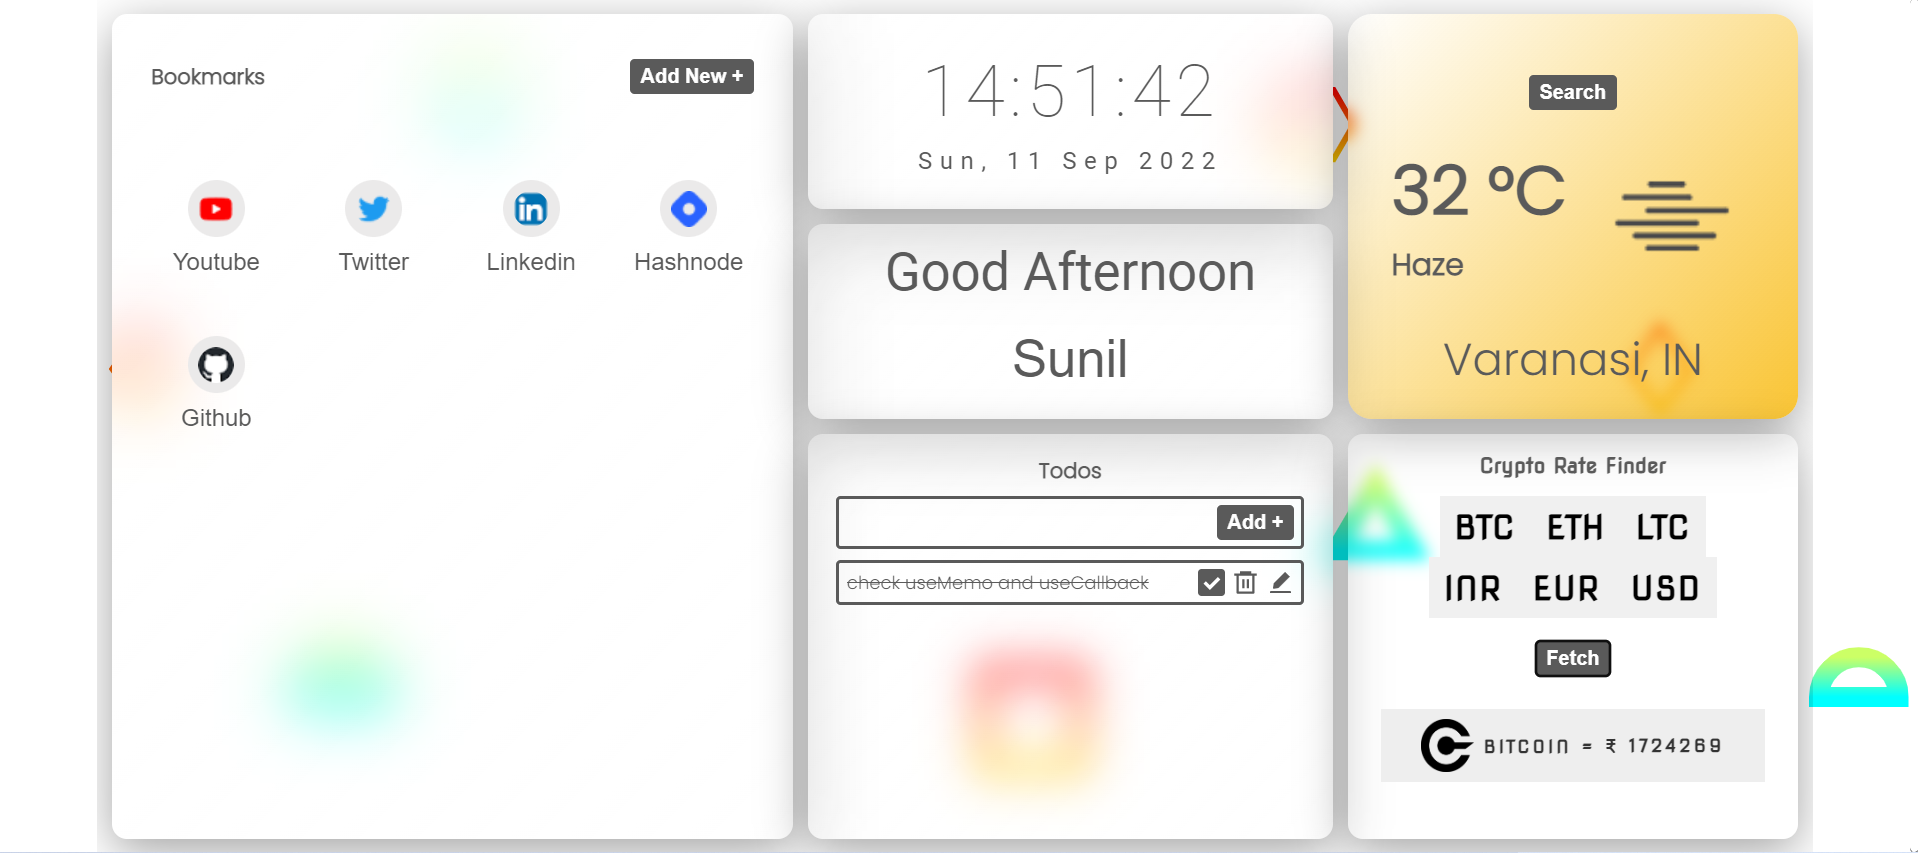 Bookmarks
Add New +
Youtube
Twitter
Linkedin
Hashnode
Github
14:51:42
Sun, 11 Sep 2022
Good Afternoon
Sunil
Todos
Add +
check useMemo and useCallback
Search
32 °C
Haze
Varanasi, IN
Crypto Rate Finder
BTC ETH LTC
INR EUR USD
Fetch
BITCOIN = ₹ 1724269